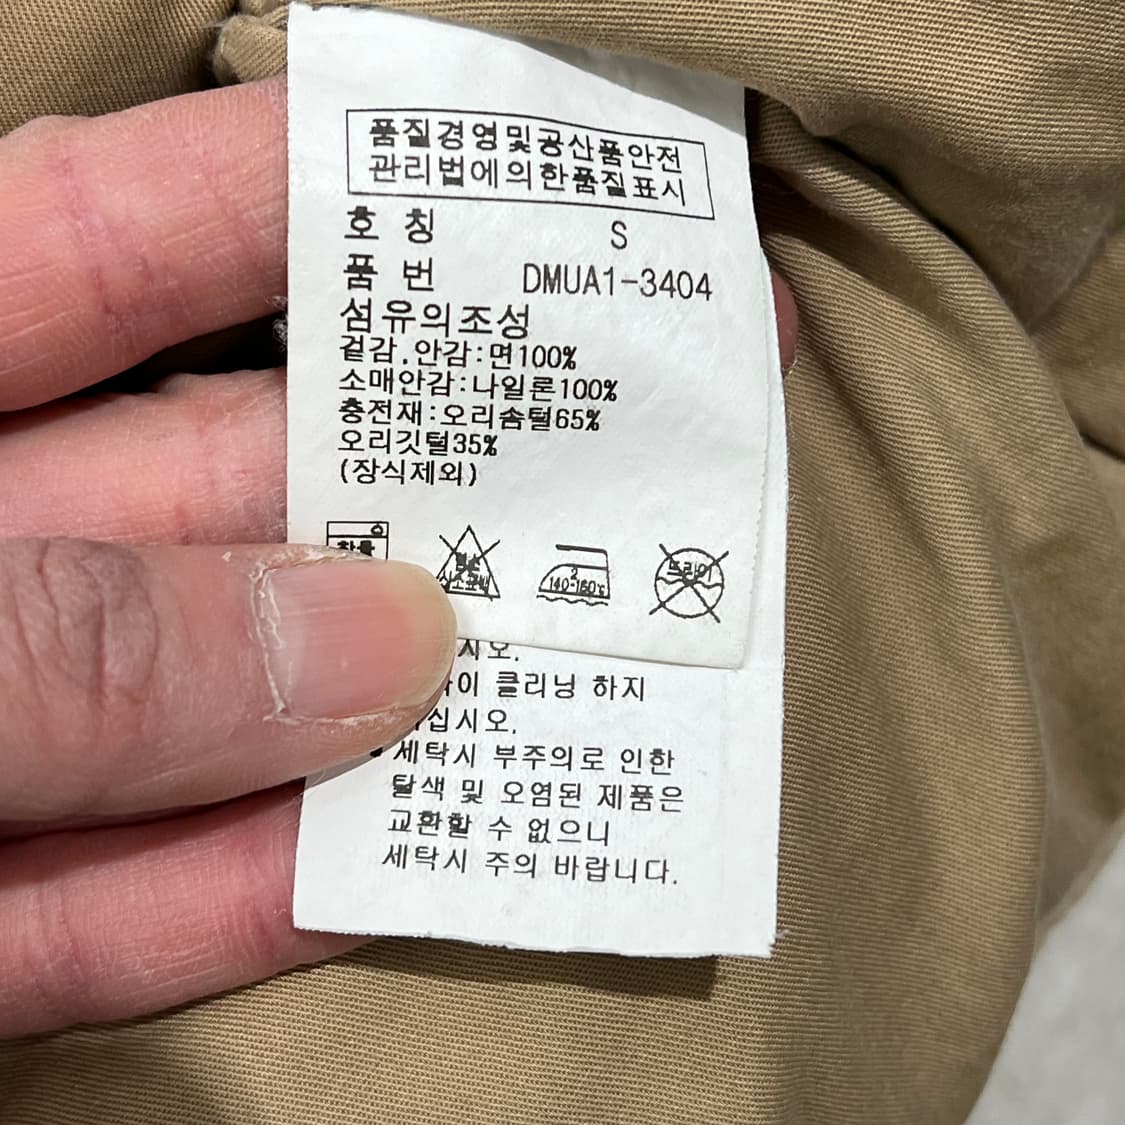 품질경영및공산품안전
관리법에의한품질표시
호 칭 S
품 번 DMUA1-3404
섬유의조성
겉감.안감:면100%
소매안감:나일론100%
충전재:오리솜털65%
오리깃털35%
(장식제외)
2
140~160℃
드라이
시오.
클리닝 하지
십시오.
세탁시 부주의로 인한
탈색 및 오염된 제품은
교환할 수 없으니
세탁시 주의 바랍니다.